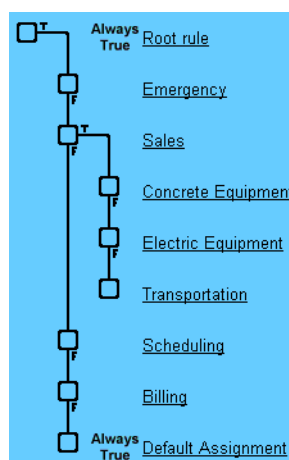 T Always True Root rule
F Emergency
T F Sales
F Concrete Equipmen
F Electric Equipment
Transportation
F Scheduling
F Billing
Always True Default Assignment